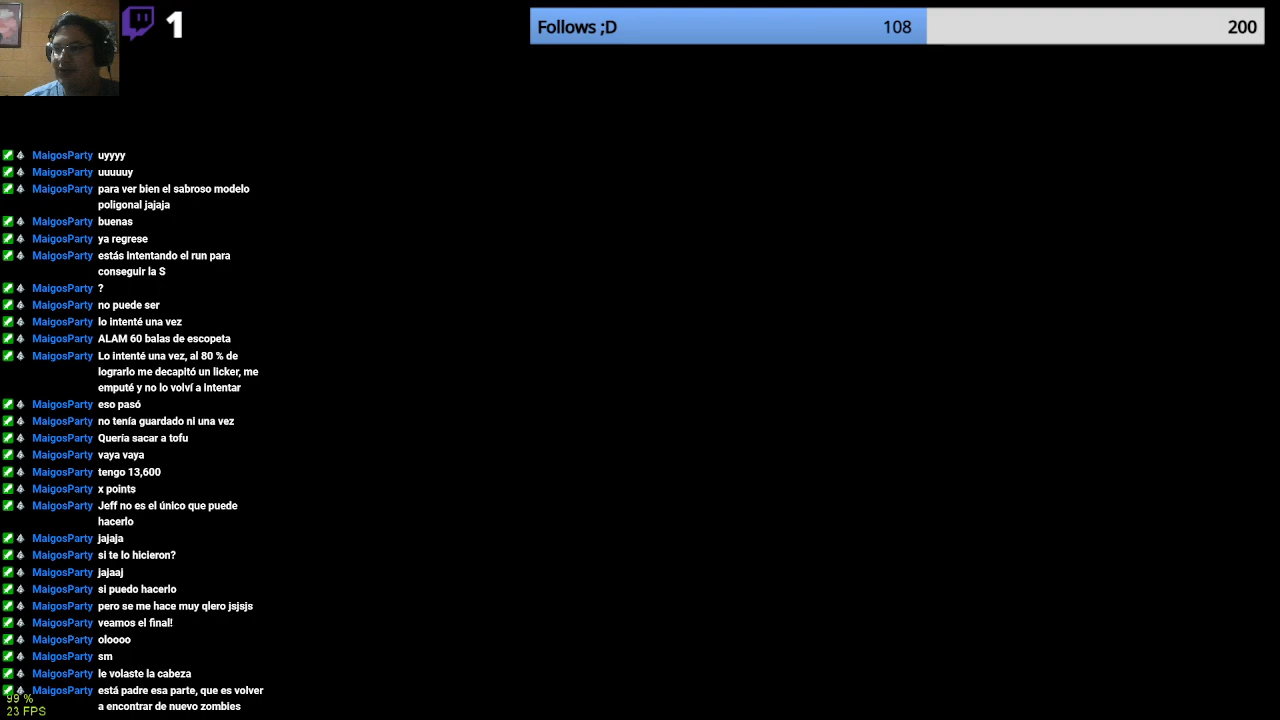 1
Follows ;D 108 200
MaigosParty uyyyy
MaigosParty uuuuuy
MaigosParty para ver bien el sabroso modelo
poligonal jajaja
MaigosParty buenas
MaigosParty ya regrese
MaigosParty estás intentando el run para
conseguir la S
MaigosParty ?
MaigosParty no puede ser
MaigosParty lo intenté una vez
MaigosParty ALAM 60 balas de escopeta
MaigosParty Lo intenté una vez, al 80 % de
lograrlo me decapitó un licker, me
emputé y no lo volví a intentar
MaigosParty eso pasó
MaigosParty no tenía guardado ni una vez
MaigosParty Quería sacar a tofu
MaigosParty vaya vaya
MaigosParty tengo 13,600
MaigosParty x points
MaigosParty Jeff no es el único que puede
hacerlo
MaigosParty jajaja
MaigosParty si te lo hicieron?
MaigosParty jajaaj
MaigosParty si puedo hacerlo
MaigosParty pero se me hace muy qlero jsjsjs
MaigosParty veamos el final!
MaigosParty oloooo
MaigosParty sm
MaigosParty le volaste la cabeza
MaigosParty está padre esa parte, que es volver
a encontrar de nuevo zombies
99 %
23 FPS